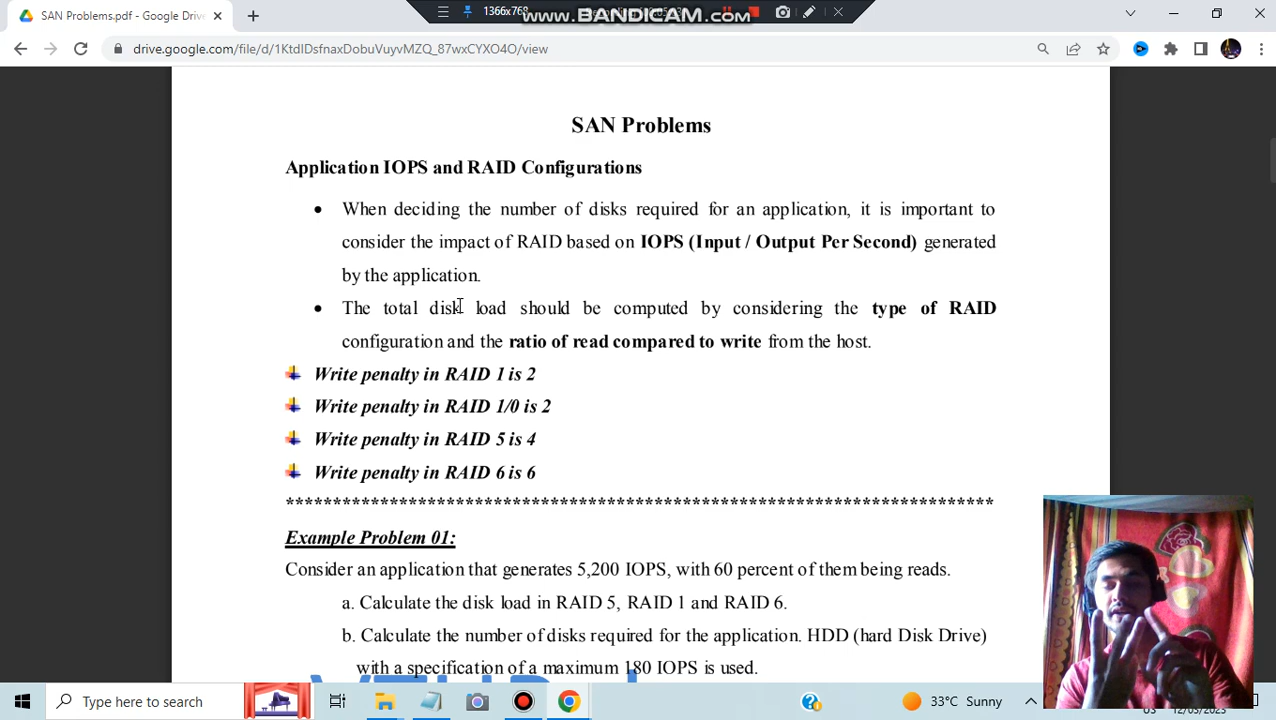 SAN Problems.pdf - Google Drive
1366x768
www.BANDICAM.com
drive.google.com/file/d/1KtdIDsfnaxDobuVuyvMZQ_87wxCYXO4O/view
SAN Problems
Application IOPS and RAID Configurations
• When deciding the number of disks required for an application, it is important to
consider the impact of RAID based on IOPS (Input / Output Per Second) generated
by the application.
• The total disk load should be computed by considering the type of RAID
configuration and the ratio of read compared to write from the host.
Write penalty in RAID 1 is 2
Write penalty in RAID 1/0 is 2
Write penalty in RAID 5 is 4
Write penalty in RAID 6 is 6
Example Problem 01:
Consider an application that generates 5,200 IOPS, with 60 percent of them being reads.
a. Calculate the disk load in RAID 5, RAID 1 and RAID 6.
b. Calculate the number of disks required for the application. HDD (hard Disk Drive)
with a specification of a maximum 180 IOPS is used.
Type here to search
33°C Sunny